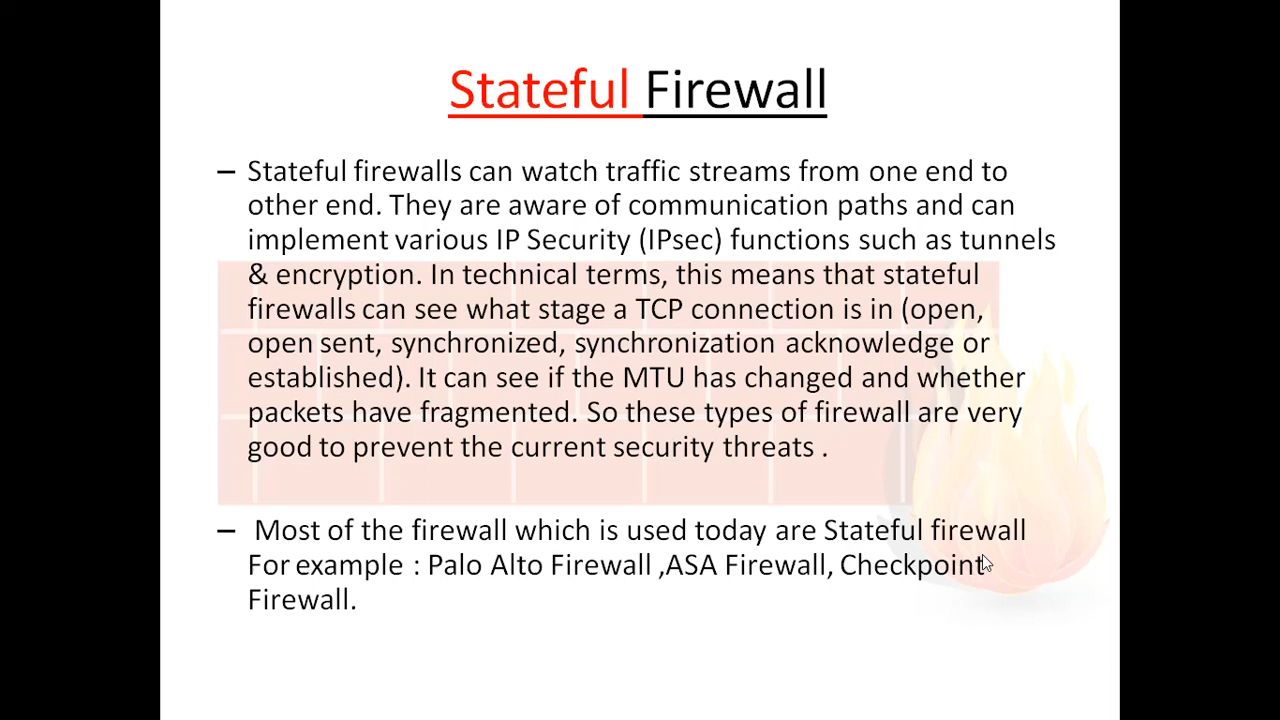 Stateful Firewall
– Stateful firewalls can watch traffic streams from one end to
other end. They are aware of communication paths and can
implement various IP Security (IPsec) functions such as tunnels
& encryption. In technical terms, this means that stateful
firewalls can see what stage a TCP connection is in (open,
open sent, synchronized, synchronization acknowledge or
established). It can see if the MTU has changed and whether
packets have fragmented. So these types of firewall are very
good to prevent the current security threats .
– Most of the firewall which is used today are Stateful firewall
For example : Palo Alto Firewall ,ASA Firewall, Checkpoint
Firewall.